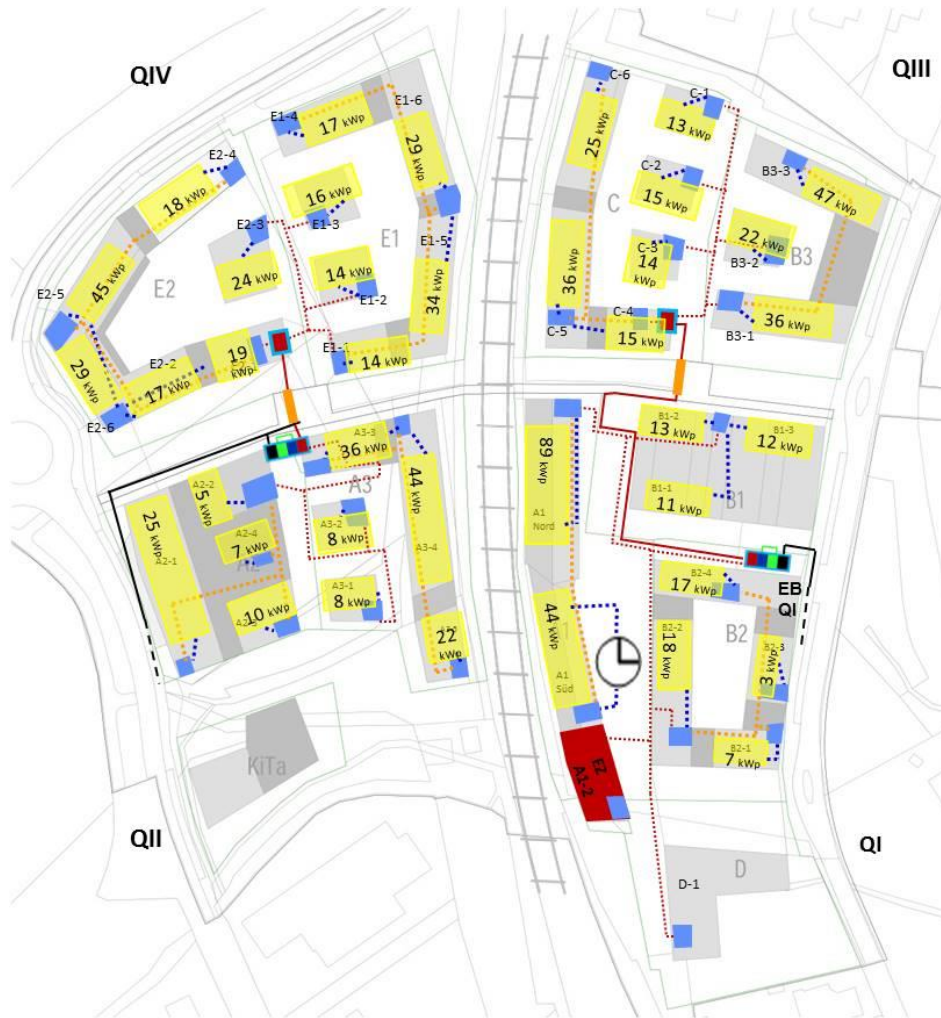 QIV
QIII
C-6
C-1
13 kWp
25 kWp
C-2
15 kWp
C
C-3
14
kWp
36 kWp
C-4
C-5
15 kWp
B3-3
47 kWp
22 kWp
B3-2
B3
36 kWp
B3-1
E1-4
17 kWp
E1-6
29 kWp
16 kWp
E1-3
E1
E1-5
14 kWp
E1-2
34 kWp
14 kWp
E2-4
18 kWp
E2-3
24 kWp
45 kWp
E2
E2-5
29 kWp
E2-2
17 kWp
19
kWp
E2-6
A3-3
36 kWp
A3
44 kWp
A3-4
A3-2
8 kWp
A3-1
8 kWp
22
kWp
A2-2
5 kWp
25 kWp
A2-1
A2-4
7 kWp
10 kWp
KiTa
QII
89 kWp
A1
Nord
44 kWp
A1
Süd
E2
A1-2
B1-2
13 kWp
B1-3
12 kWp
B1-1
11 kWp
B1
EB
QI
B2-4
17 kWp
B2-2
18 kWp
B2
B2-3
3 kWp
B2-1
7 kWp
D
D-1
QI